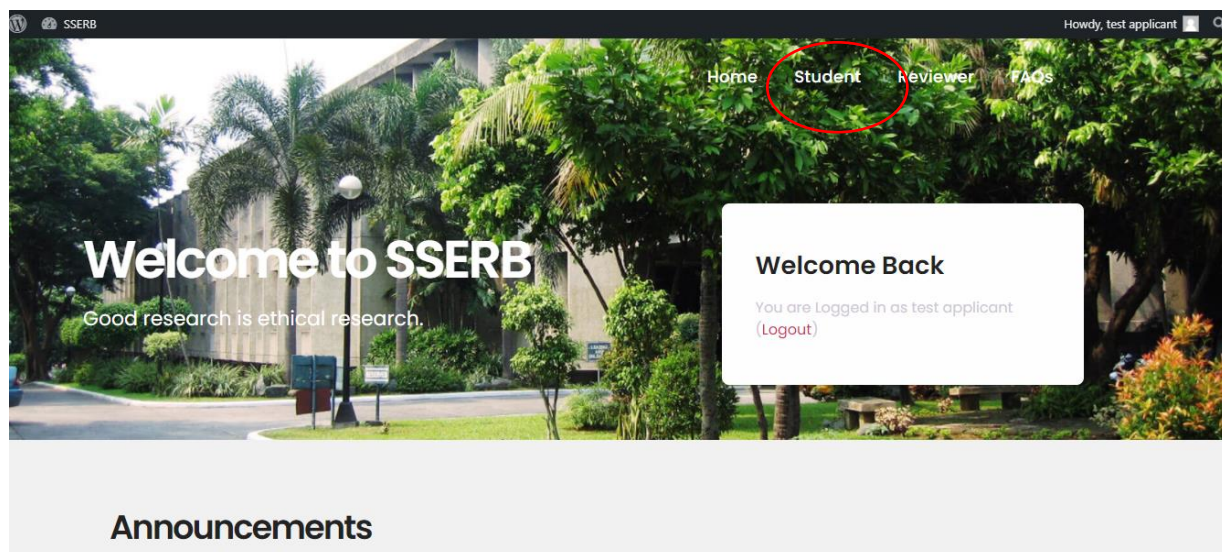 SSERB
Howdy, test applicant
Home Student Reviewer FAQs
Welcome to SSERB
Good research is ethical research.
Welcome Back
You are Logged in as test applicant
(Logout)
Announcements